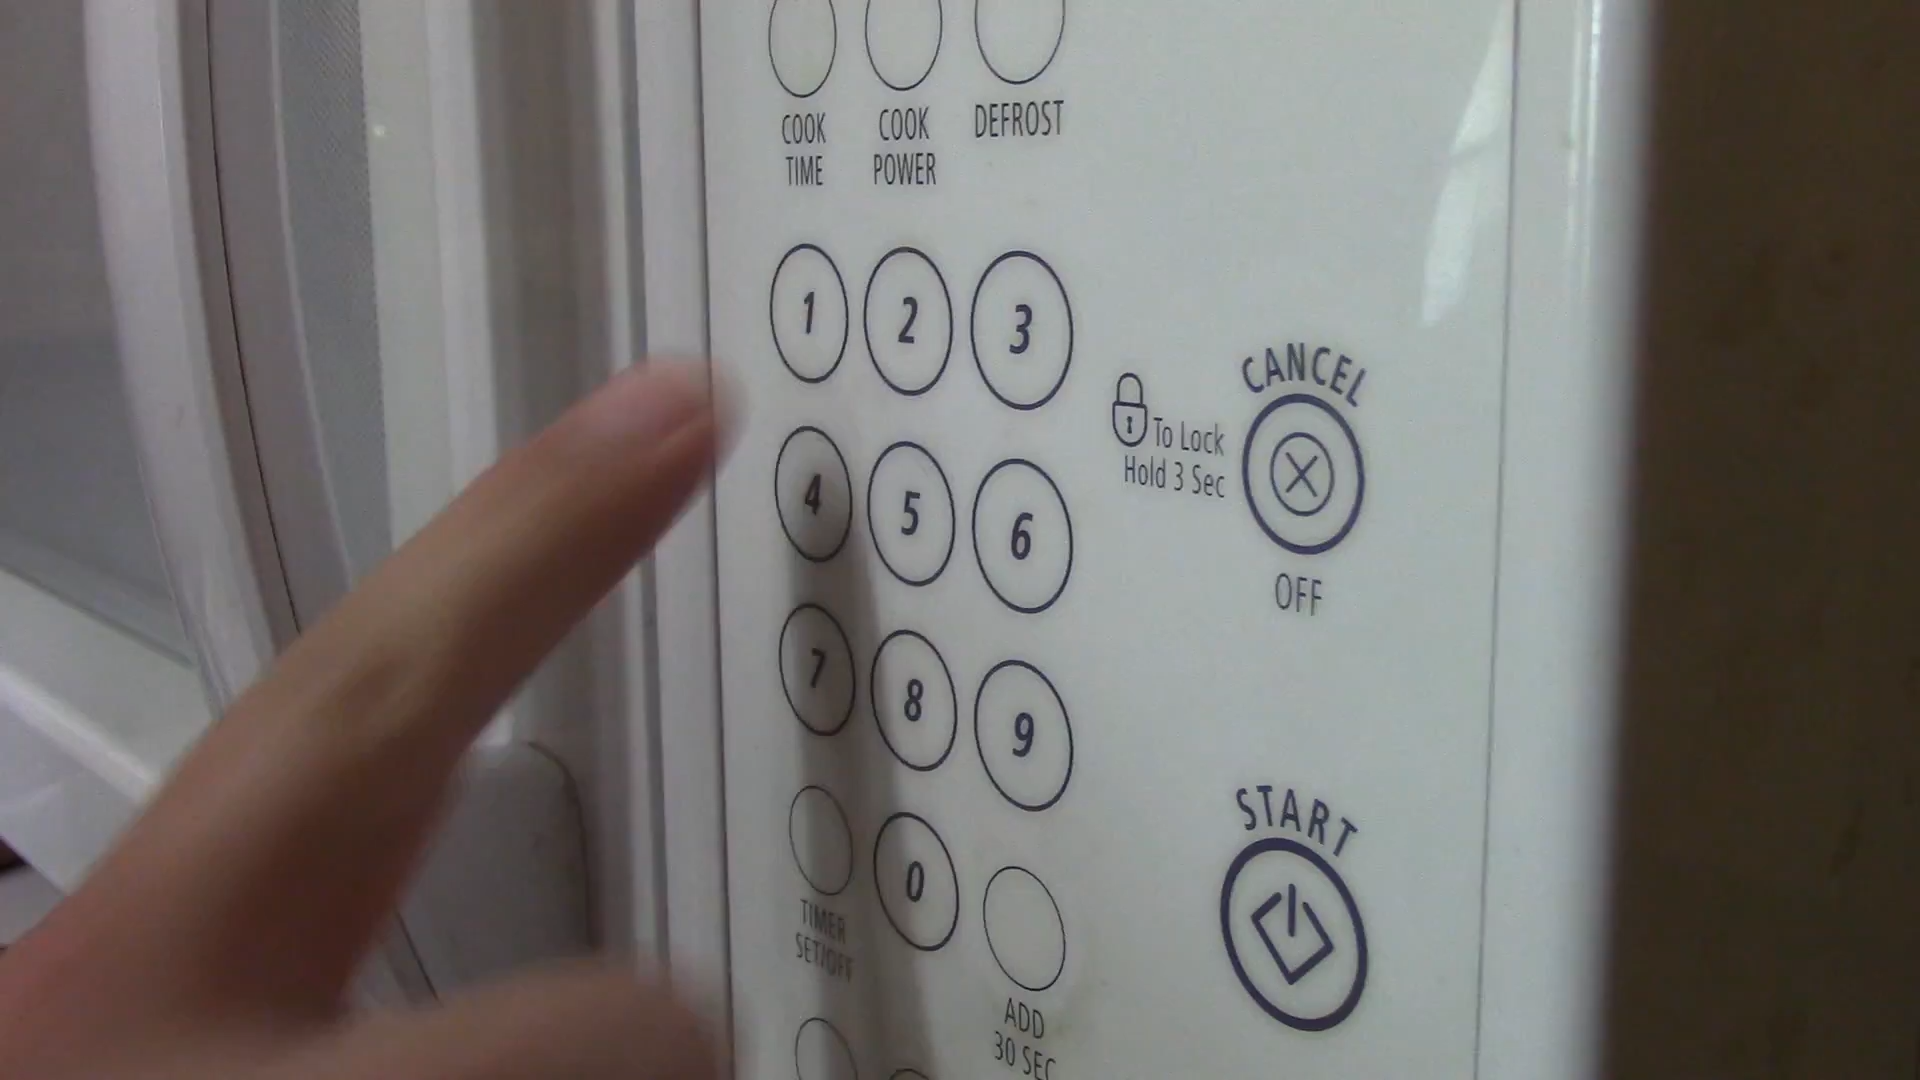 COOK
TIME
COOK
POWER
DEFROST
1
2
3
CANCEL
To Lock
Hold 3 Sec
4
5
6
OFF
7
8
9
START
0
TIMER
SET/OFF
ADD
30 SEC